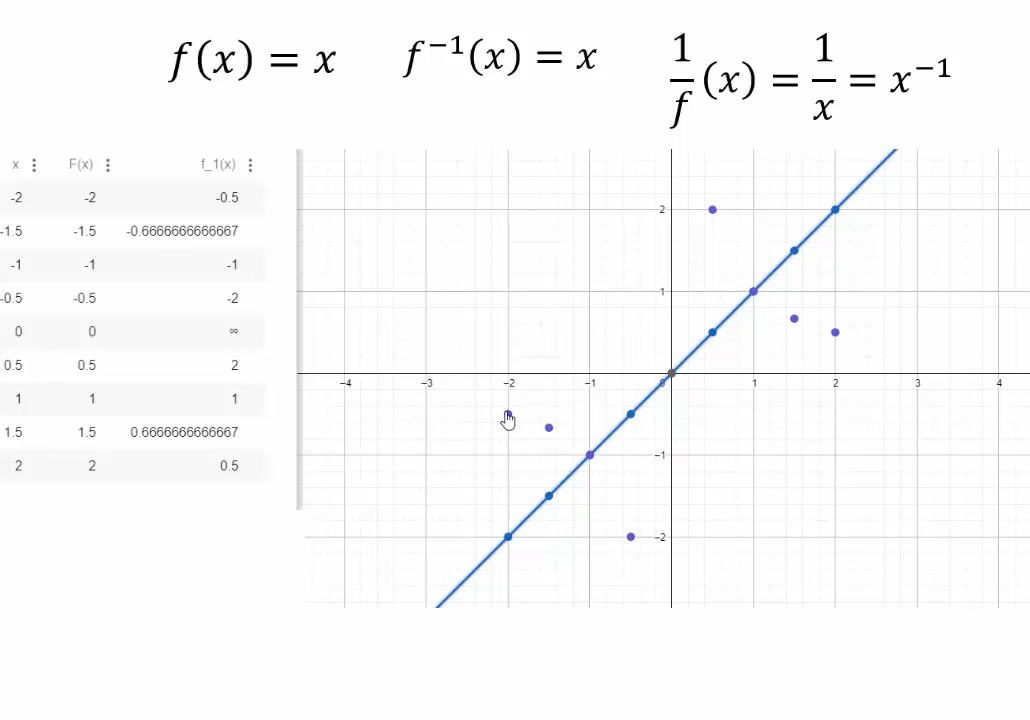 f(x) = x
f⁻¹(x) = x
1/f (x) = 1/x = x⁻¹
x ⋮ F(x) ⋮ f_1(x) ⋮
-2 -2 -0.5
-1.5 -1.5 -0.6666666666667
-1 -1 -1
-0.5 -0.5 -2
0 0 ∞
0.5 0.5 2
1 1 1
1.5 1.5 0.6666666666667
2 2 0.5
2
1
−4 −3 −2 −1 0 1 2 3 4
−1
−2